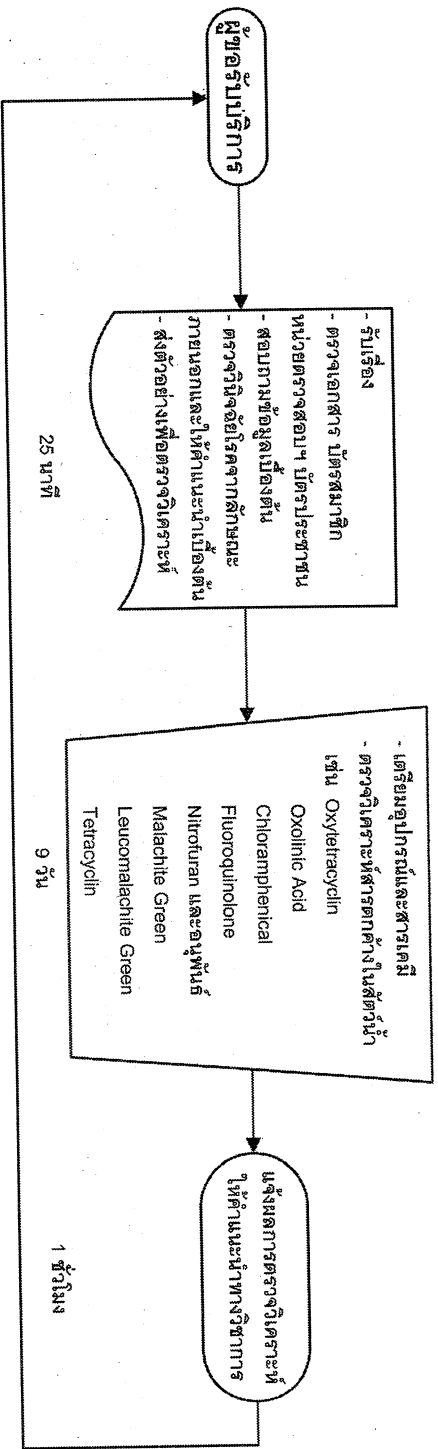 ผู้ขอรับบริการ
- รับเรื่อง
- ตรวจเอกสาร บัตรสมาชิก
หน่วยตรวจสอบฯ บัตรประชาชน
- สอบถามข้อมูลเบื้องต้น
- ตรวจวินิจฉัยโรคจากลักษณะ
ภายนอกและให้คำแนะนำเบื้องต้น
- ส่งตัวอย่างเพื่อตรวจวิเคราะห์
25 นาที
- เตรียมอุปกรณ์และสารเคมี
- ตรวจวิเคราะห์สารตกค้างในสัตว์น้ำ
เช่น Oxytetracyclin
Oxolinic Acid
Chloramphenical
Fluoroquinolone
Nitrofuran และอนุพันธ์
Malachite Green
Leucomalachite Green
Tetracyclin
9 วัน
แจ้งผลการตรวจวิเคราะห์
ให้คำแนะนำทางวิชาการ
1 ชั่วโมง